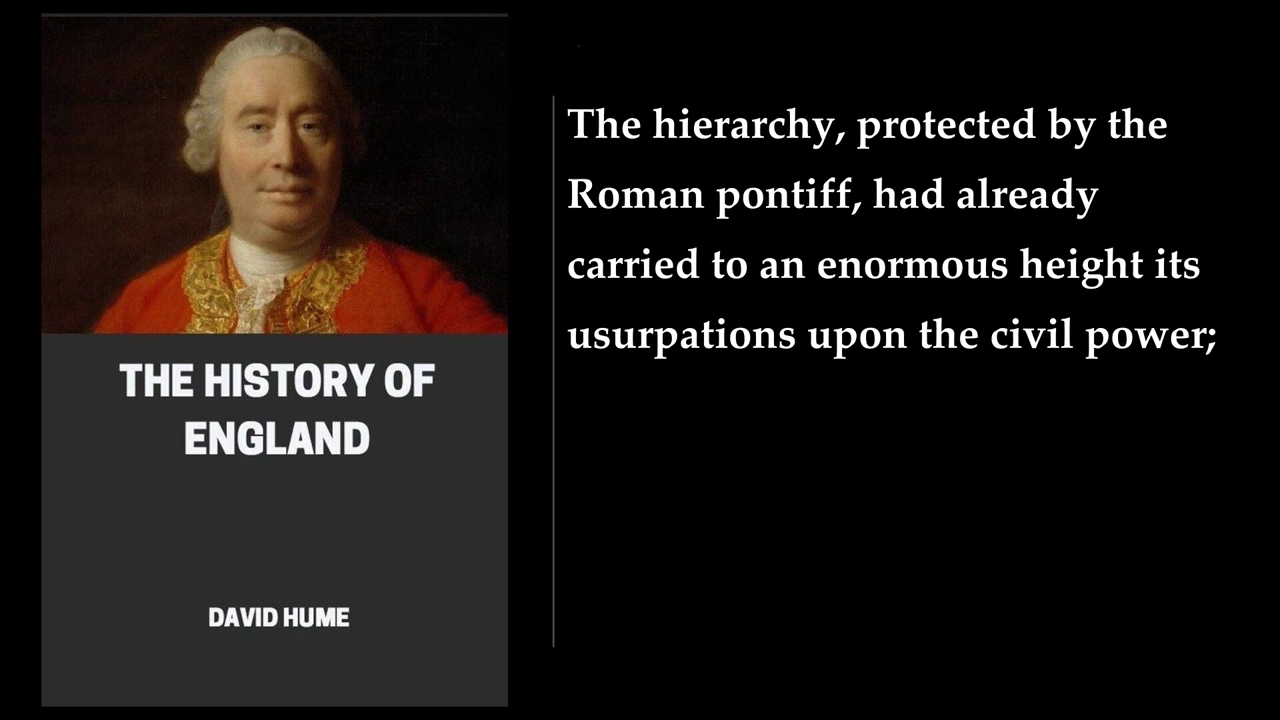 THE HISTORY OF
ENGLAND
DAVID HUME
The hierarchy, protected by the
Roman pontiff, had already
carried to an enormous height its
usurpations upon the civil power;